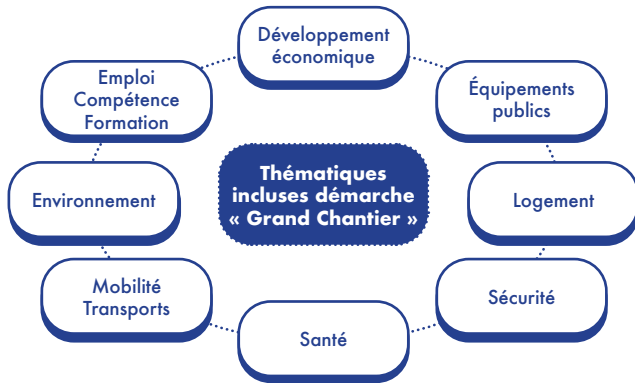 Développement
économique
Emploi
Compétence
Formation
Équipements
publics
Thématiques
incluses démarche
« Grand Chantier »
Environnement
Logement
Mobilité
Transports
Sécurité
Santé